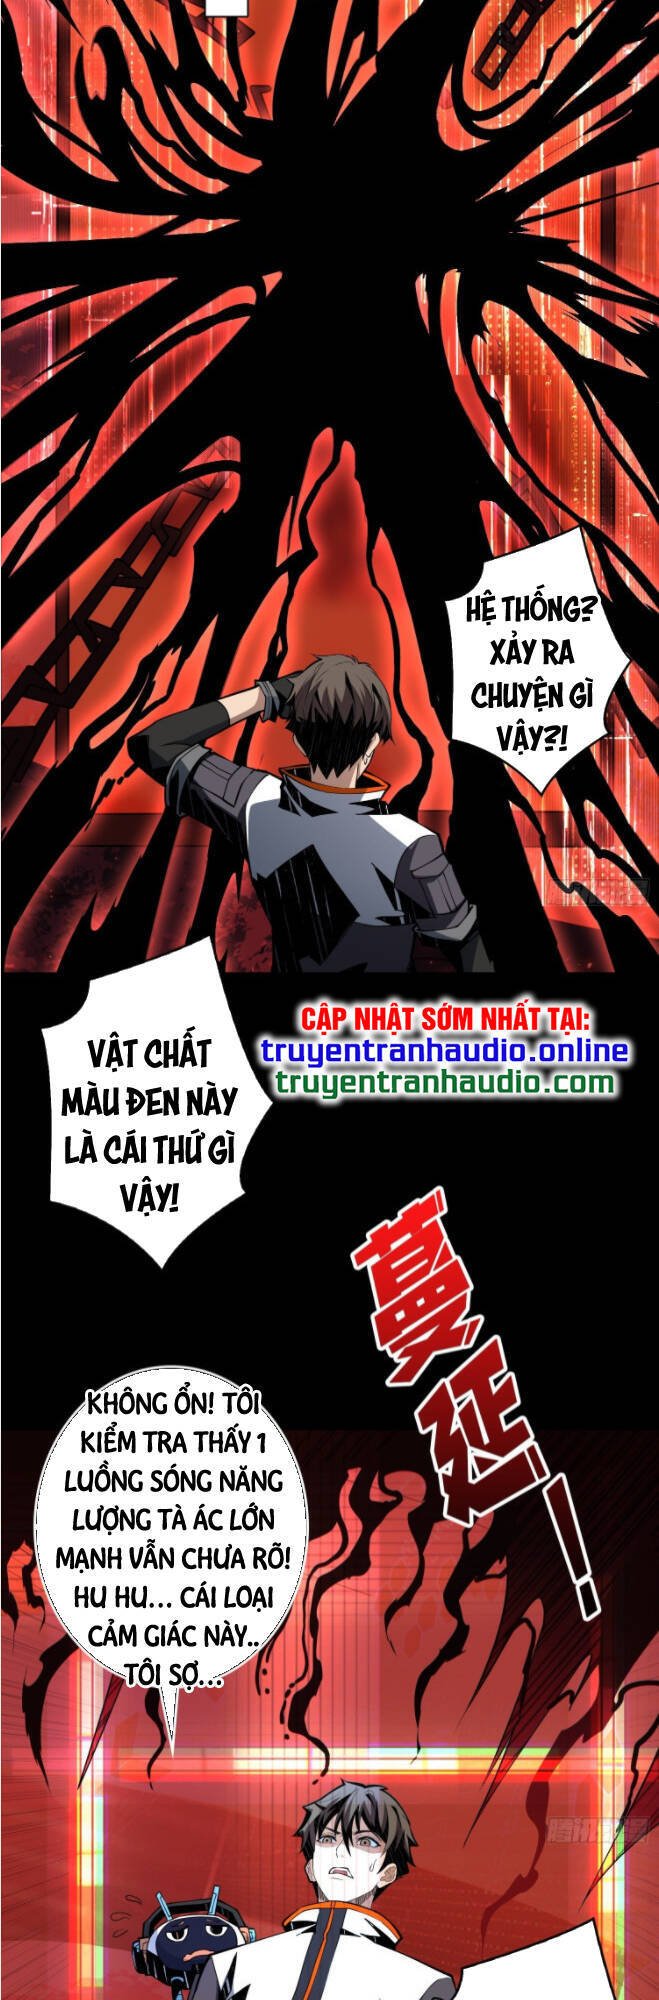 HỆ THỐNG?
XẢY RA
CHUYỆN GÌ
VẬY?!
CẬP NHẬT SỚM NHẤT TẠI:
truyentranhaudio.online
truyentranhaudio.com
VẬT CHẤT
MÀU ĐEN NÀY
LÀ CÁI THỨ GÌ
VẬY!
蔓延!
KHÔNG ỔN! TÔI
KIỂM TRA THẤY 1
LUỒNG SÓNG NĂNG
LƯỢNG TÀ ÁC LỚN
MẠNH VẪN CHƯA RÕ!
HU HU... CÁI LOẠI
CẢM GIÁC NÀY..
TÔI SỢ...